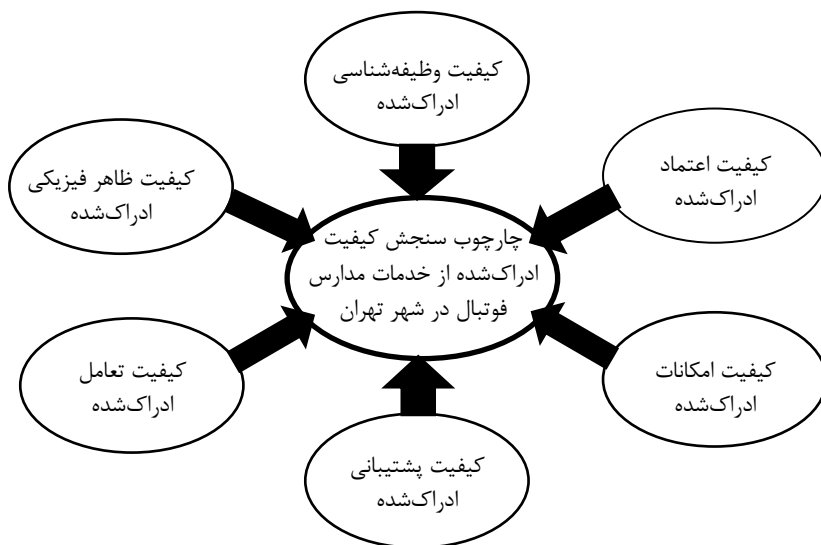 کیفیت وظیفه‌شناسی
ادراک‌شده
کیفیت اعتماد
ادراک‌شده
کیفیت ظاهر فیزیکی
ادراک‌شده
چارچوب سنجش کیفیت
ادراک‌شده از خدمات مدارس
فوتبال در شهر تهران
کیفیت امکانات
ادراک‌شده
کیفیت تعامل
ادراک‌شده
کیفیت پشتیبانی
ادراک‌شده